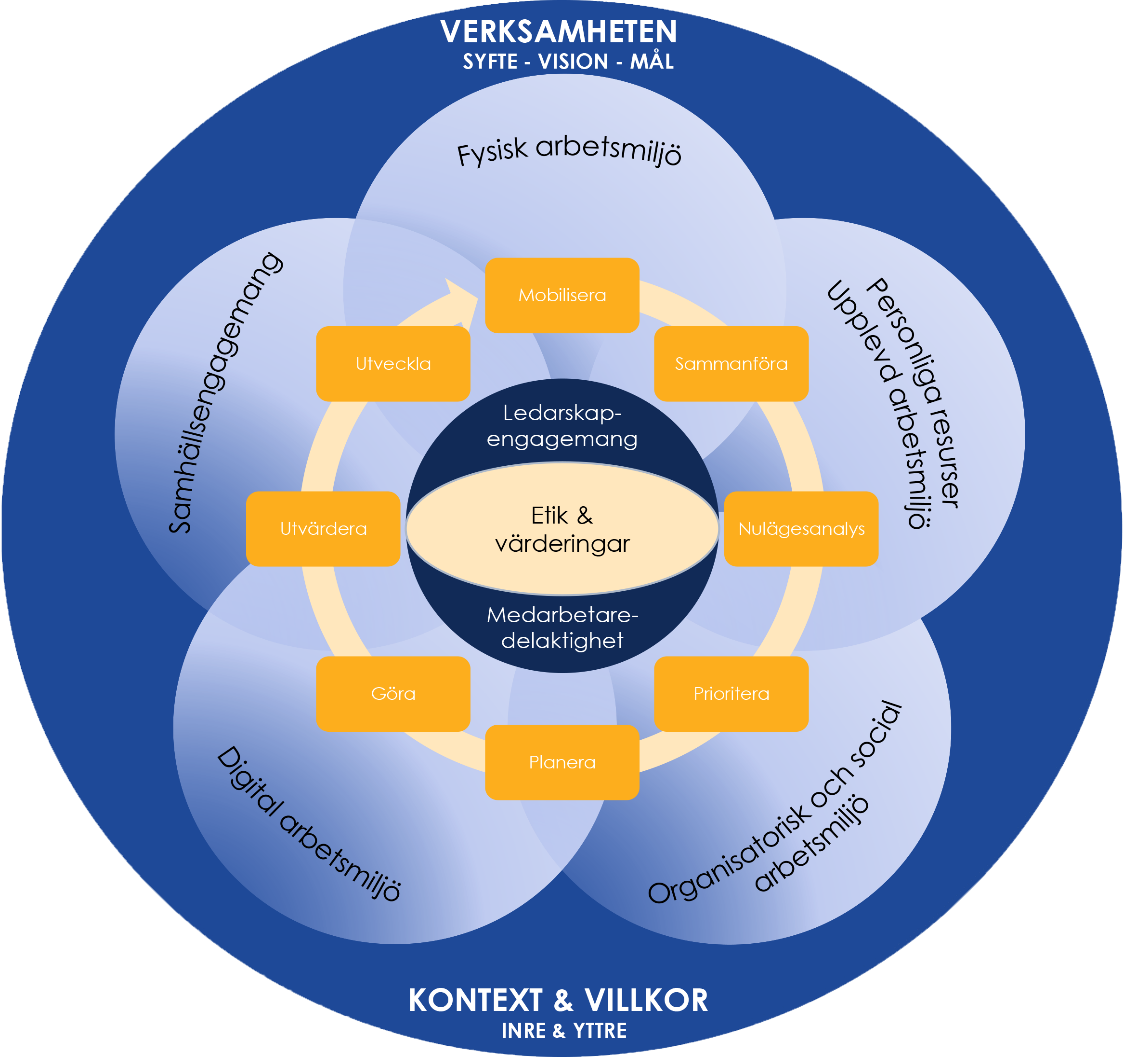 VERKSAMHETEN
SYFTE - VISION - MÅL
Fysisk arbetsmiljö
Samhällsengagemang
Personliga resurser
Upplevd arbetsmiljö
Mobilisera
Utveckla
Sammanföra
Ledarskap-
engagemang
Utvärdera
Etik &
värderingar
Nulägesanalys
Medarbetare-
delaktighet
Göra
Prioritera
Planera
Digital arbetsmiljö
Organisatorisk och social
arbetsmiljö
KONTEXT & VILLKOR
INRE & YTTRE